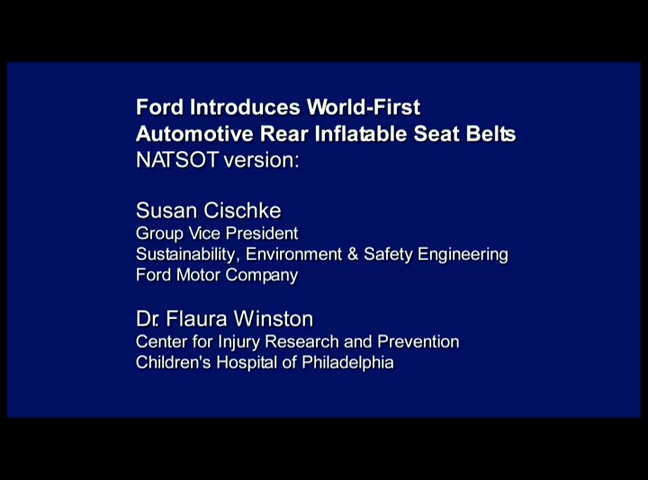 Ford Introduces World-First
Automotive Rear Inflatable Seat Belts
NATSOT version:
Susan Cischke
Group Vice President
Sustainability, Environment & Safety Engineering
Ford Motor Company
Dr. Flaura Winston
Center for Injury Research and Prevention
Children's Hospital of Philadelphia